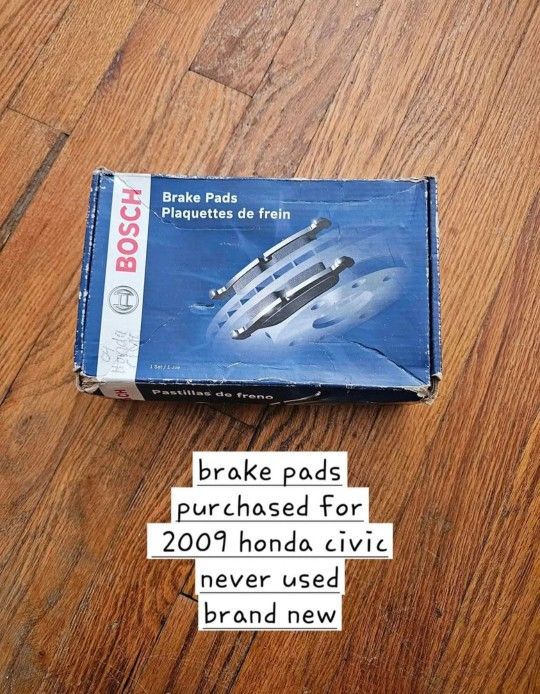 BOSCH
Brake Pads
Plaquettes de frein
1 Set / 1 Jue
Pastillas de freno
brake pads
purchased for
2009 honda civic
never used
brand new